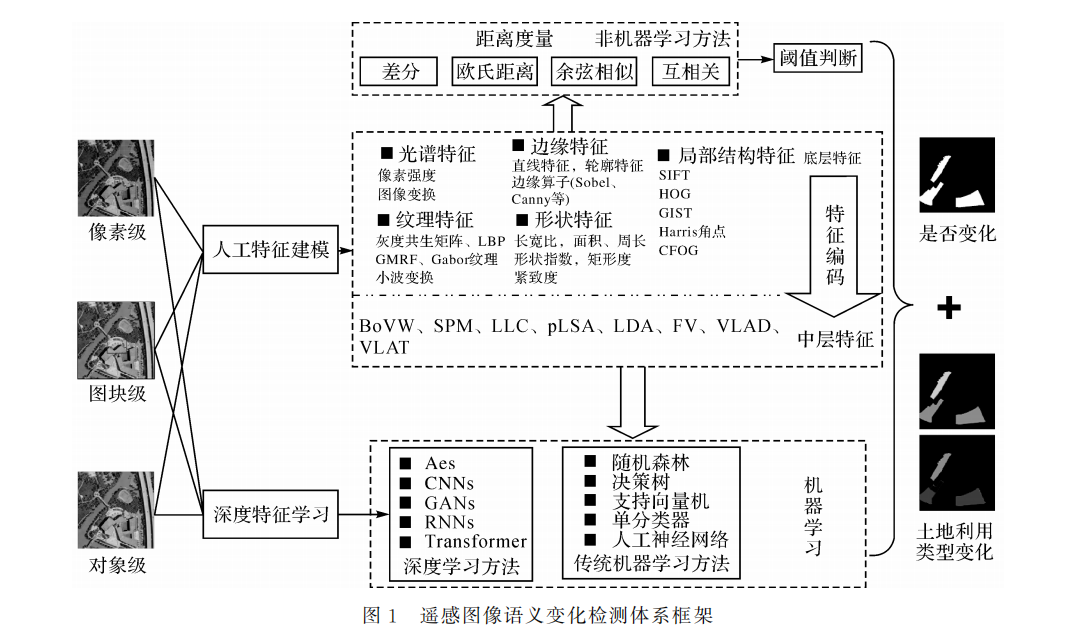 距离度量 非机器学习方法
差分 欧氏距离 余弦相似 互相关
阈值判断
像素级
图块级
对象级
人工特征建模
深度特征学习
■ 光谱特征
像素强度
图像变换
■ 边缘特征
直线特征，轮廓特征
边缘算子(Sobel、
Canny等)
■ 局部结构特征
SIFT
HOG
GIST
Harris角点
CFOG
■ 纹理特征
灰度共生矩阵、LBP
GMRF、Gabor纹理
小波变换
■ 形状特征
长宽比，面积、周长
形状指数，矩形度
紧致度
底层特征
特征编码
中层特征
BoVW、SPM、LLC、pLSA、LDA、FV、VLAD、
VLAT
■ Aes
■ CNNs
■ GANs
■ RNNs
■ Transformer
深度学习方法
■ 随机森林
■ 决策树
■ 支持向量机
■ 单分类器
■ 人工神经网络
传统机器学习方法
机器学习
是否变化
+
土地利用
类型变化
图 1 遥感图像语义变化检测体系框架